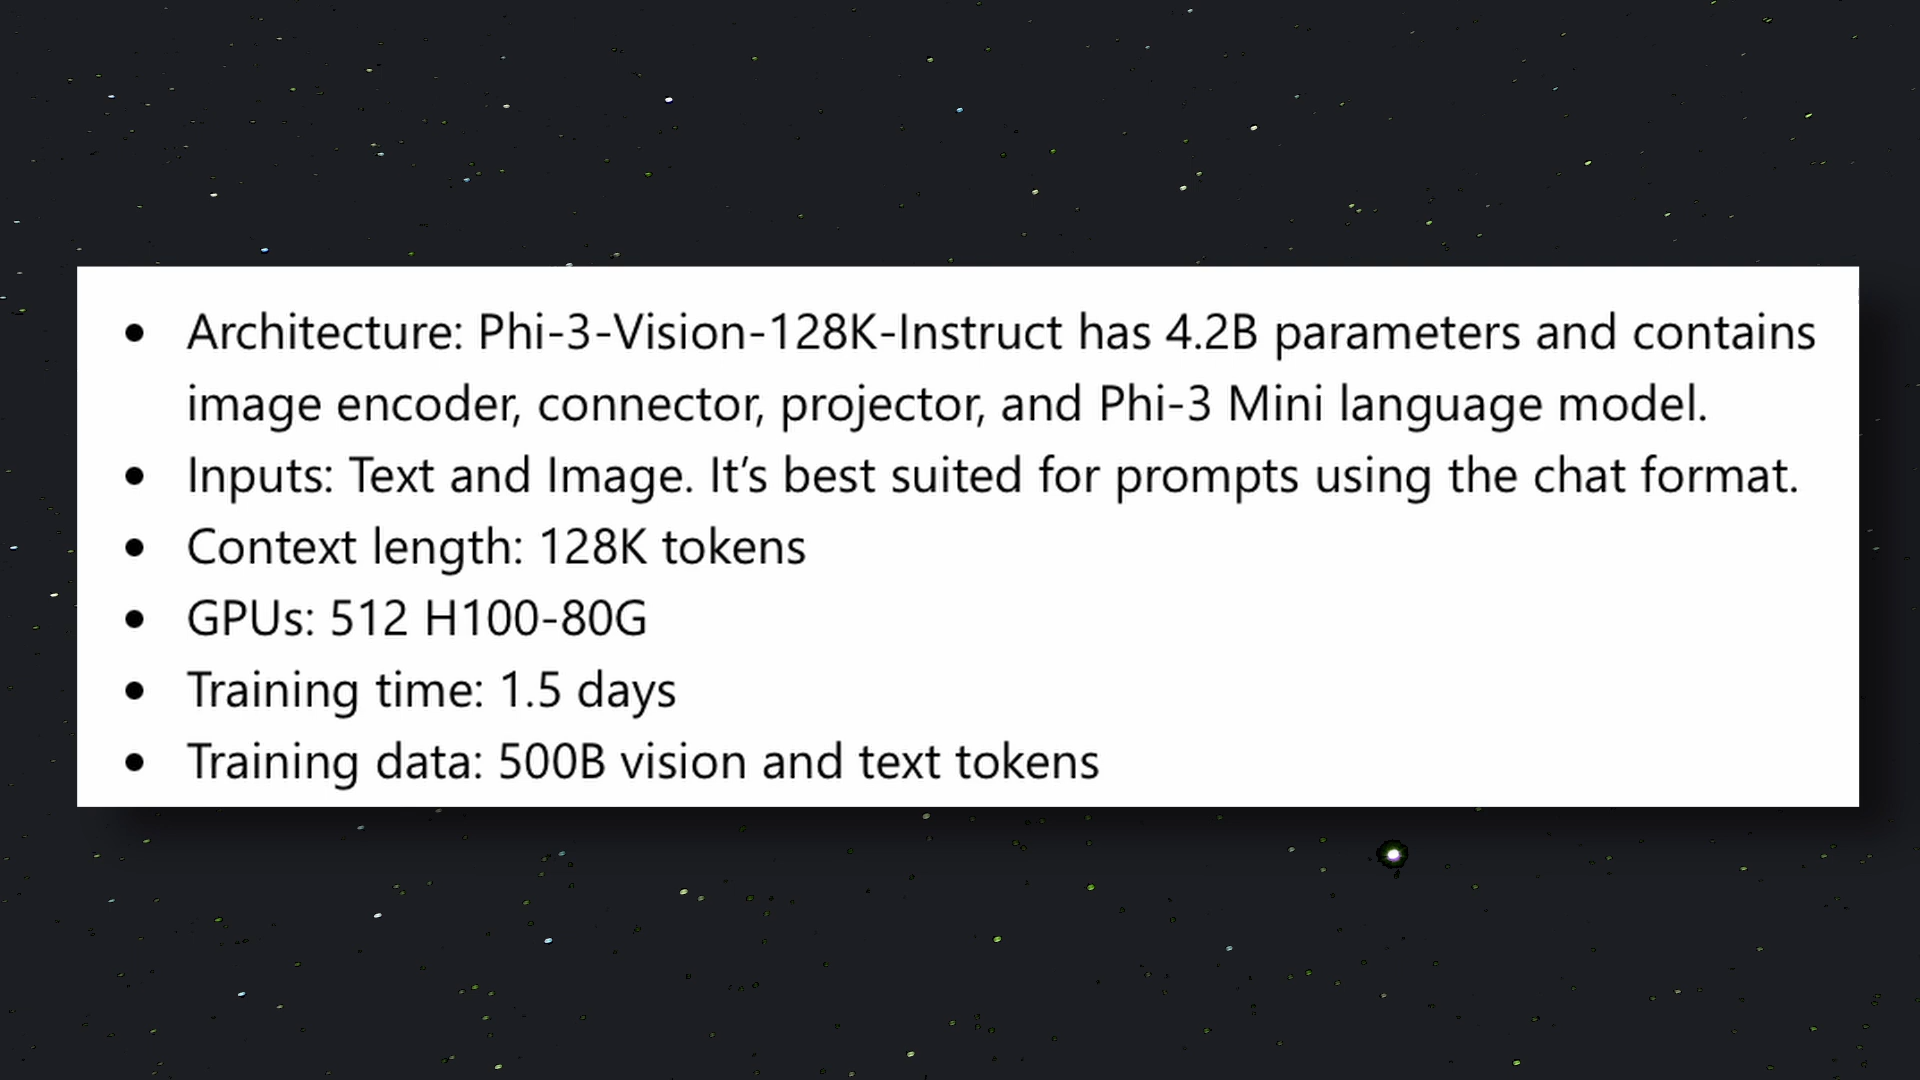 • Architecture: Phi-3-Vision-128K-Instruct has 4.2B parameters and contains
image encoder, connector, projector, and Phi-3 Mini language model.
• Inputs: Text and Image. It’s best suited for prompts using the chat format.
• Context length: 128K tokens
• GPUs: 512 H100-80G
• Training time: 1.5 days
• Training data: 500B vision and text tokens